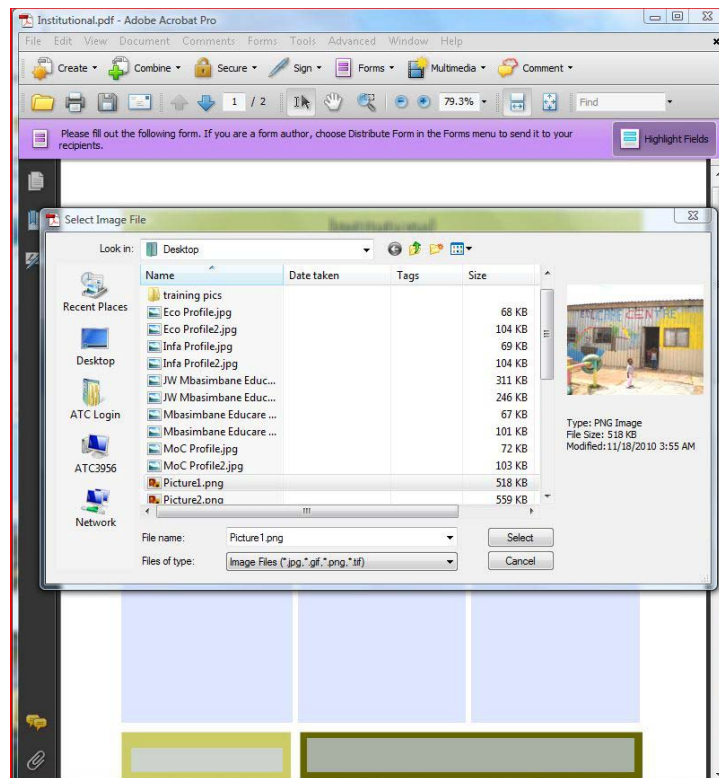 Institutional.pdf - Adobe Acrobat Pro
File Edit View Document Comments Forms Tools Advanced Window Help
Create Combine Secure Sign Forms Multimedia Comment
1 / 2 79.3% Find
Please fill out the following form. If you are a form author, choose Distribute Form in the Forms menu to send it to your
recipients.
Highlight Fields
Select Image File
Institutional
Look in: Desktop
Recent Places
Desktop
ATC Login
ATC3956
Network
Name Date taken Tags Size
training pics
Eco Profile.jpg 68 KB
Eco Profile2.jpg 104 KB
Infa Profile.jpg 69 KB
Infa Profile2.jpg 104 KB
JW Mbasimbane Educ... 311 KB
JW Mbasimbane Educ... 246 KB
Mbasimbane Educare ... 67 KB
Mbasimbane Educare ... 101 KB
MoC Profile.jpg 72 KB
MoC Profile2.jpg 103 KB
Picture1.png 518 KB
Picture2.png 559 KB
CENTRE
Type: PNG Image
File Size: 518 KB
Modified: 11/18/2010 3:55 AM
File name: Picture1.png Select
Files of type: Image Files (*.jpg,*.gif,*.png,*.tif) Cancel